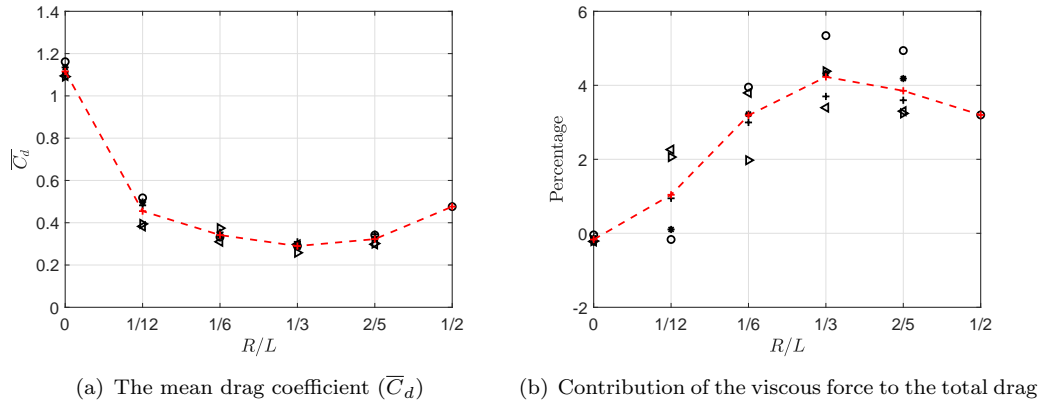 1.4
1.2
1
0.8
0.6
0.4
0.2
0
C̅d
0 1/12 1/6 1/3 2/5 1/2
R/L
(a) The mean drag coefficient (C̅d)
6
4
2
0
-2
Percentage
0 1/12 1/6 1/3 2/5 1/2
R/L
(b) Contribution of the viscous force to the total drag